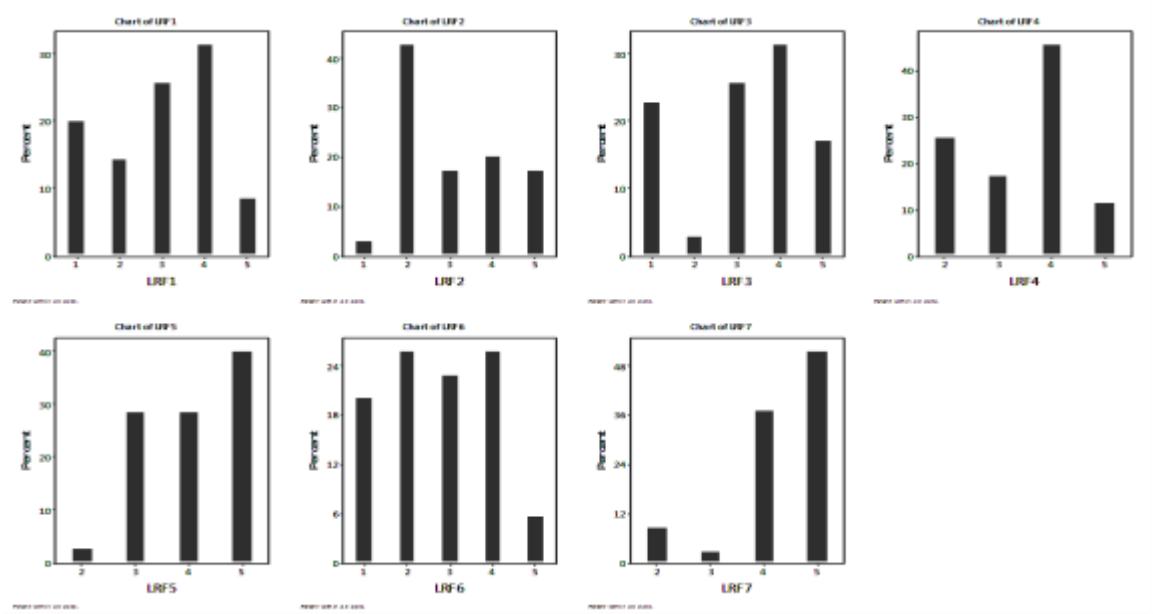 Chart of LRF1
Percent
30
20
10
0
1 2 3 4 5
LRF1
Chart of LRF2
Percent
40
30
20
10
0
1 2 3 4 5
LRF2
Chart of LRF3
Percent
30
20
10
0
1 2 3 4 5
LRF3
Chart of LRF4
Percent
40
30
20
10
0
2 3 4 5
LRF4
Chart of LRF5
Percent
40
30
20
10
0
2 3 4 5
LRF5
Chart of LRF6
Percent
24
18
12
6
0
1 2 3 4 5
LRF6
Chart of LRF7
Percent
48
36
24
12
0
2 3 4 5
LRF7